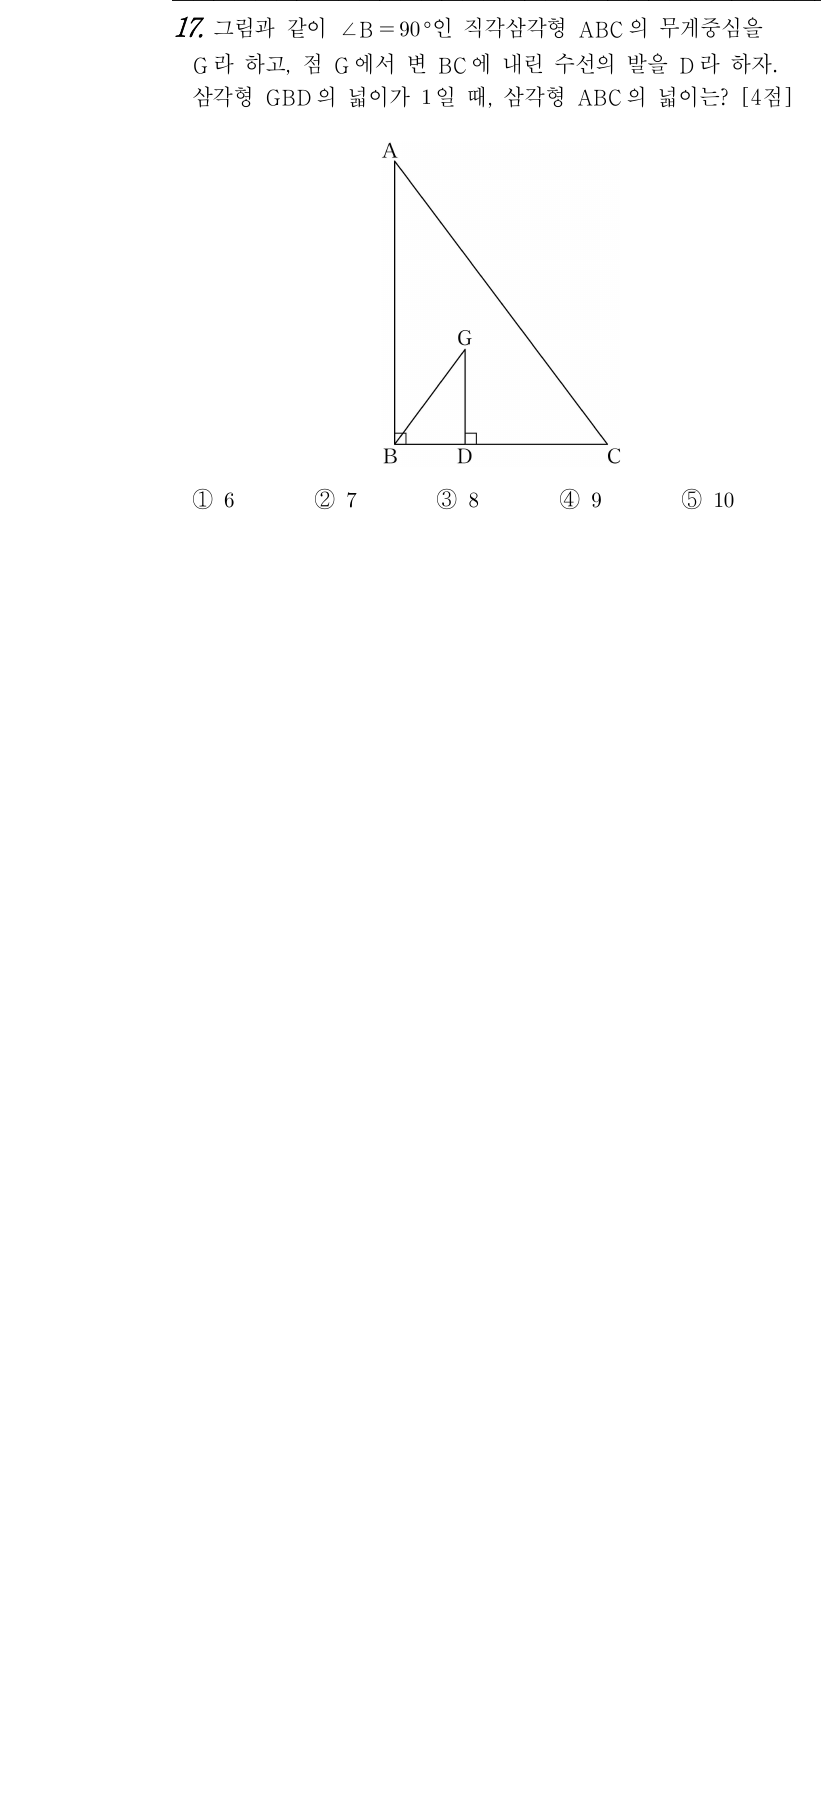 17. 그림과 같이 ∠B=90°인 직각삼각형 ABC의 무게중심을
G라 하고, 점 G에서 변 BC에 내린 수선의 발을 D라 하자.
삼각형 GBD의 넓이가 1일 때, 삼각형 ABC의 넓이는? [4점]
A
G
B D C
① 6 ② 7 ③ 8 ④ 9 ⑤ 10